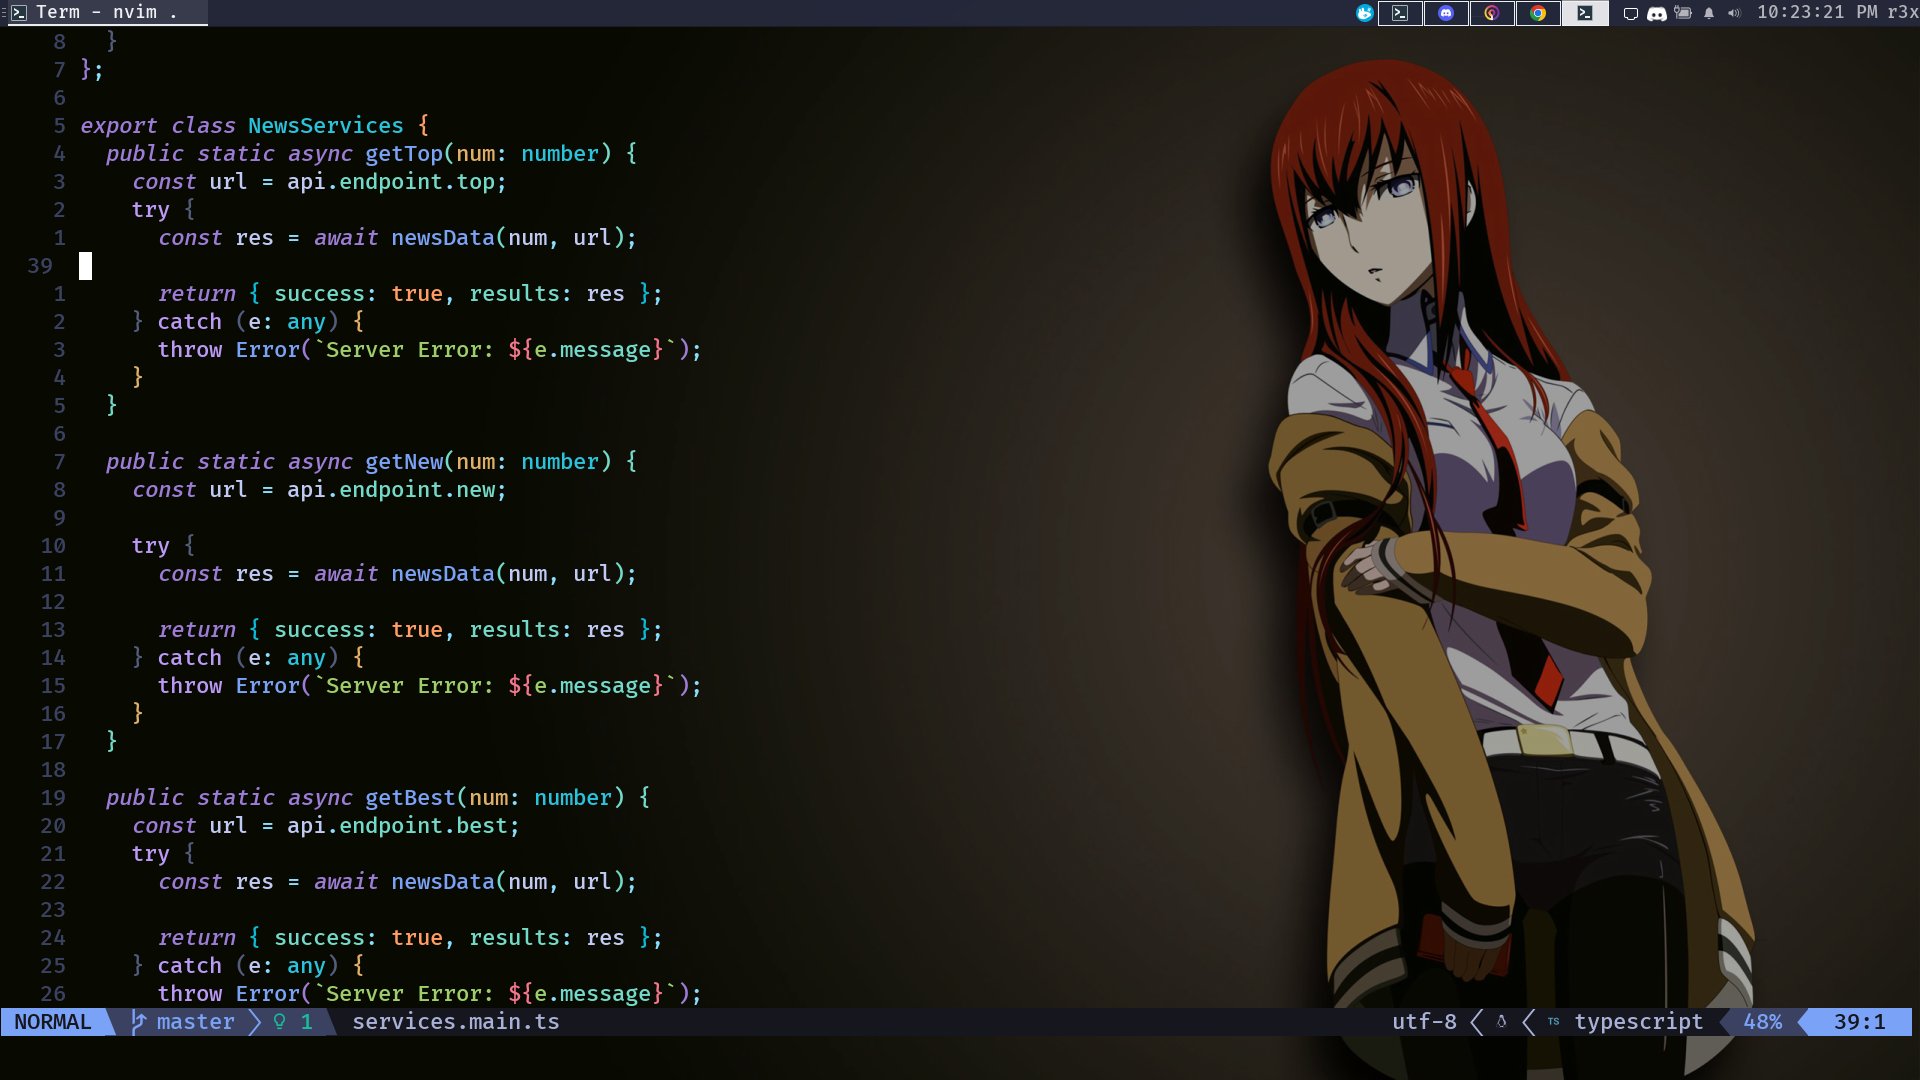 Term - nvim .
10:23:21 PM r3x
8 }
7 };
6
5 export class NewsServices {
4 public static async getTop(num: number) {
3 const url = api.endpoint.top;
2 try {
1 const res = await newsData(num, url);
39
1 return { success: true, results: res };
2 } catch (e: any) {
3 throw Error(`Server Error: ${e.message}`);
4 }
5 }
6
7 public static async getNew(num: number) {
8 const url = api.endpoint.new;
9
10 try {
11 const res = await newsData(num, url);
12
13 return { success: true, results: res };
14 } catch (e: any) {
15 throw Error(`Server Error: ${e.message}`);
16 }
17 }
18
19 public static async getBest(num: number) {
20 const url = api.endpoint.best;
21 try {
22 const res = await newsData(num, url);
23
24 return { success: true, results: res };
25 } catch (e: any) {
26 throw Error(`Server Error: ${e.message}`);
NORMAL master 1 services.main.ts utf-8 TS typescript 48% 39:1